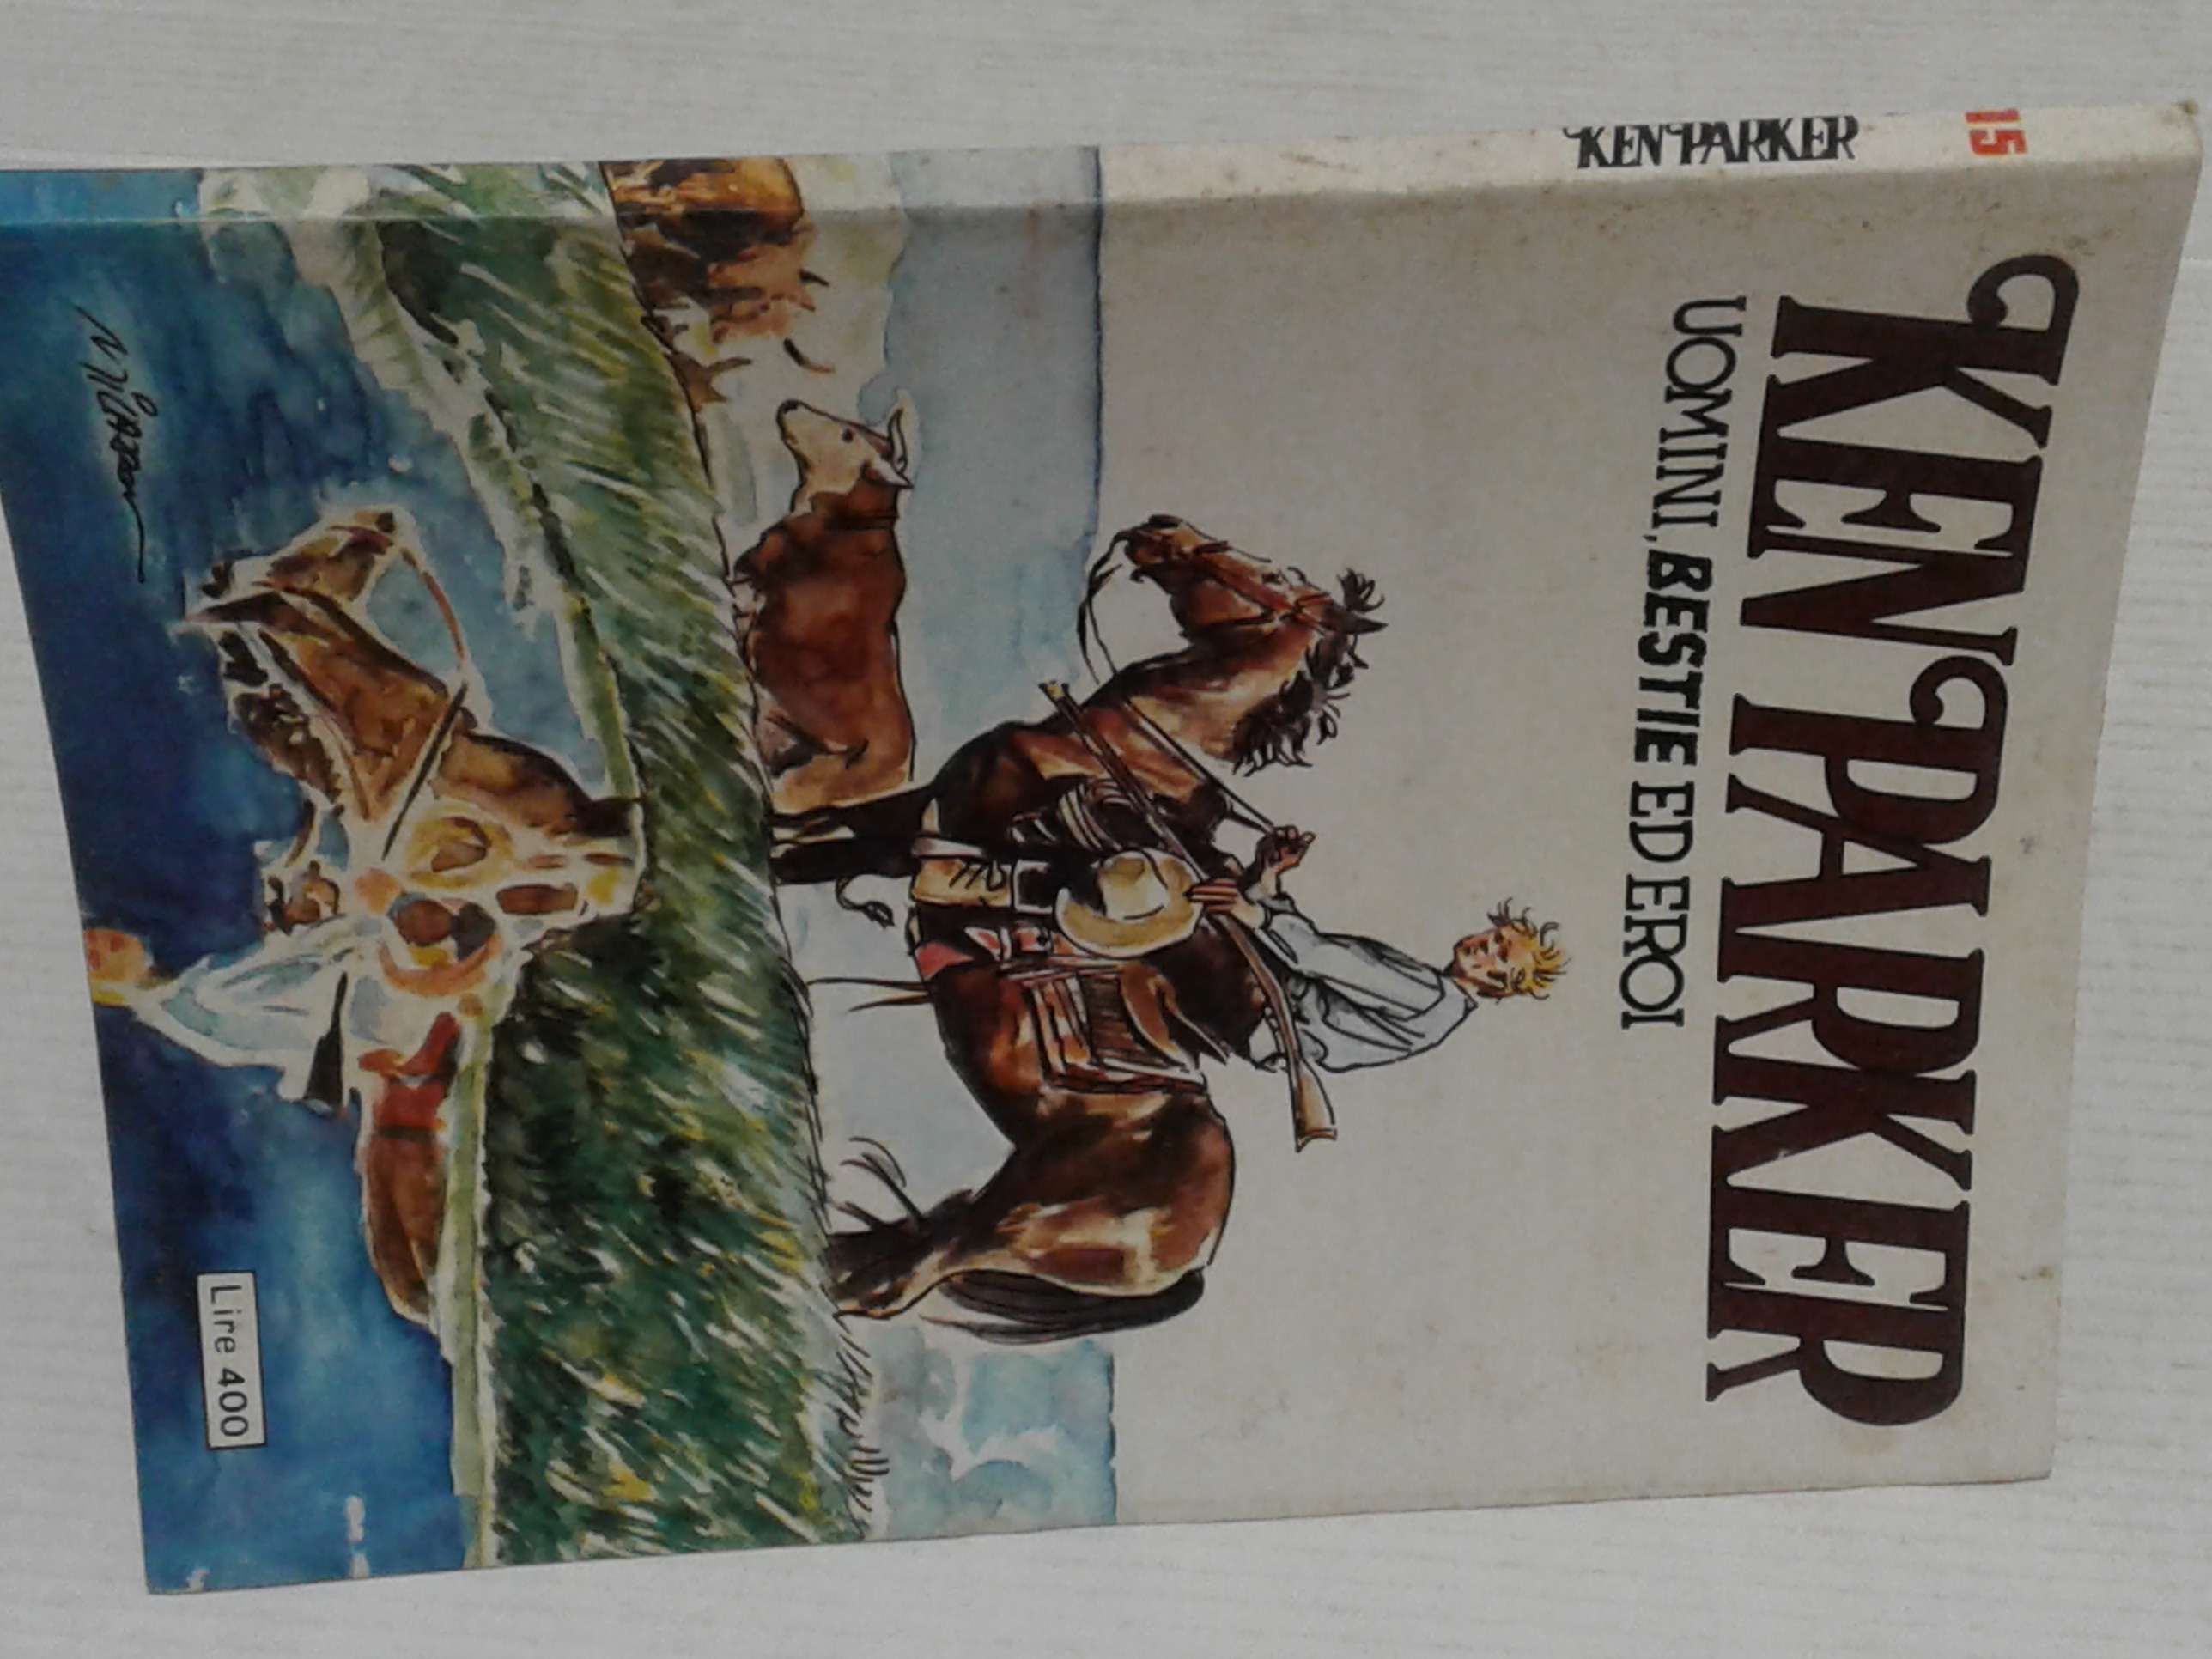 15
KEN PARKER
KEN PARKER
UOMINI, BESTIE ED EROI
Lire 400